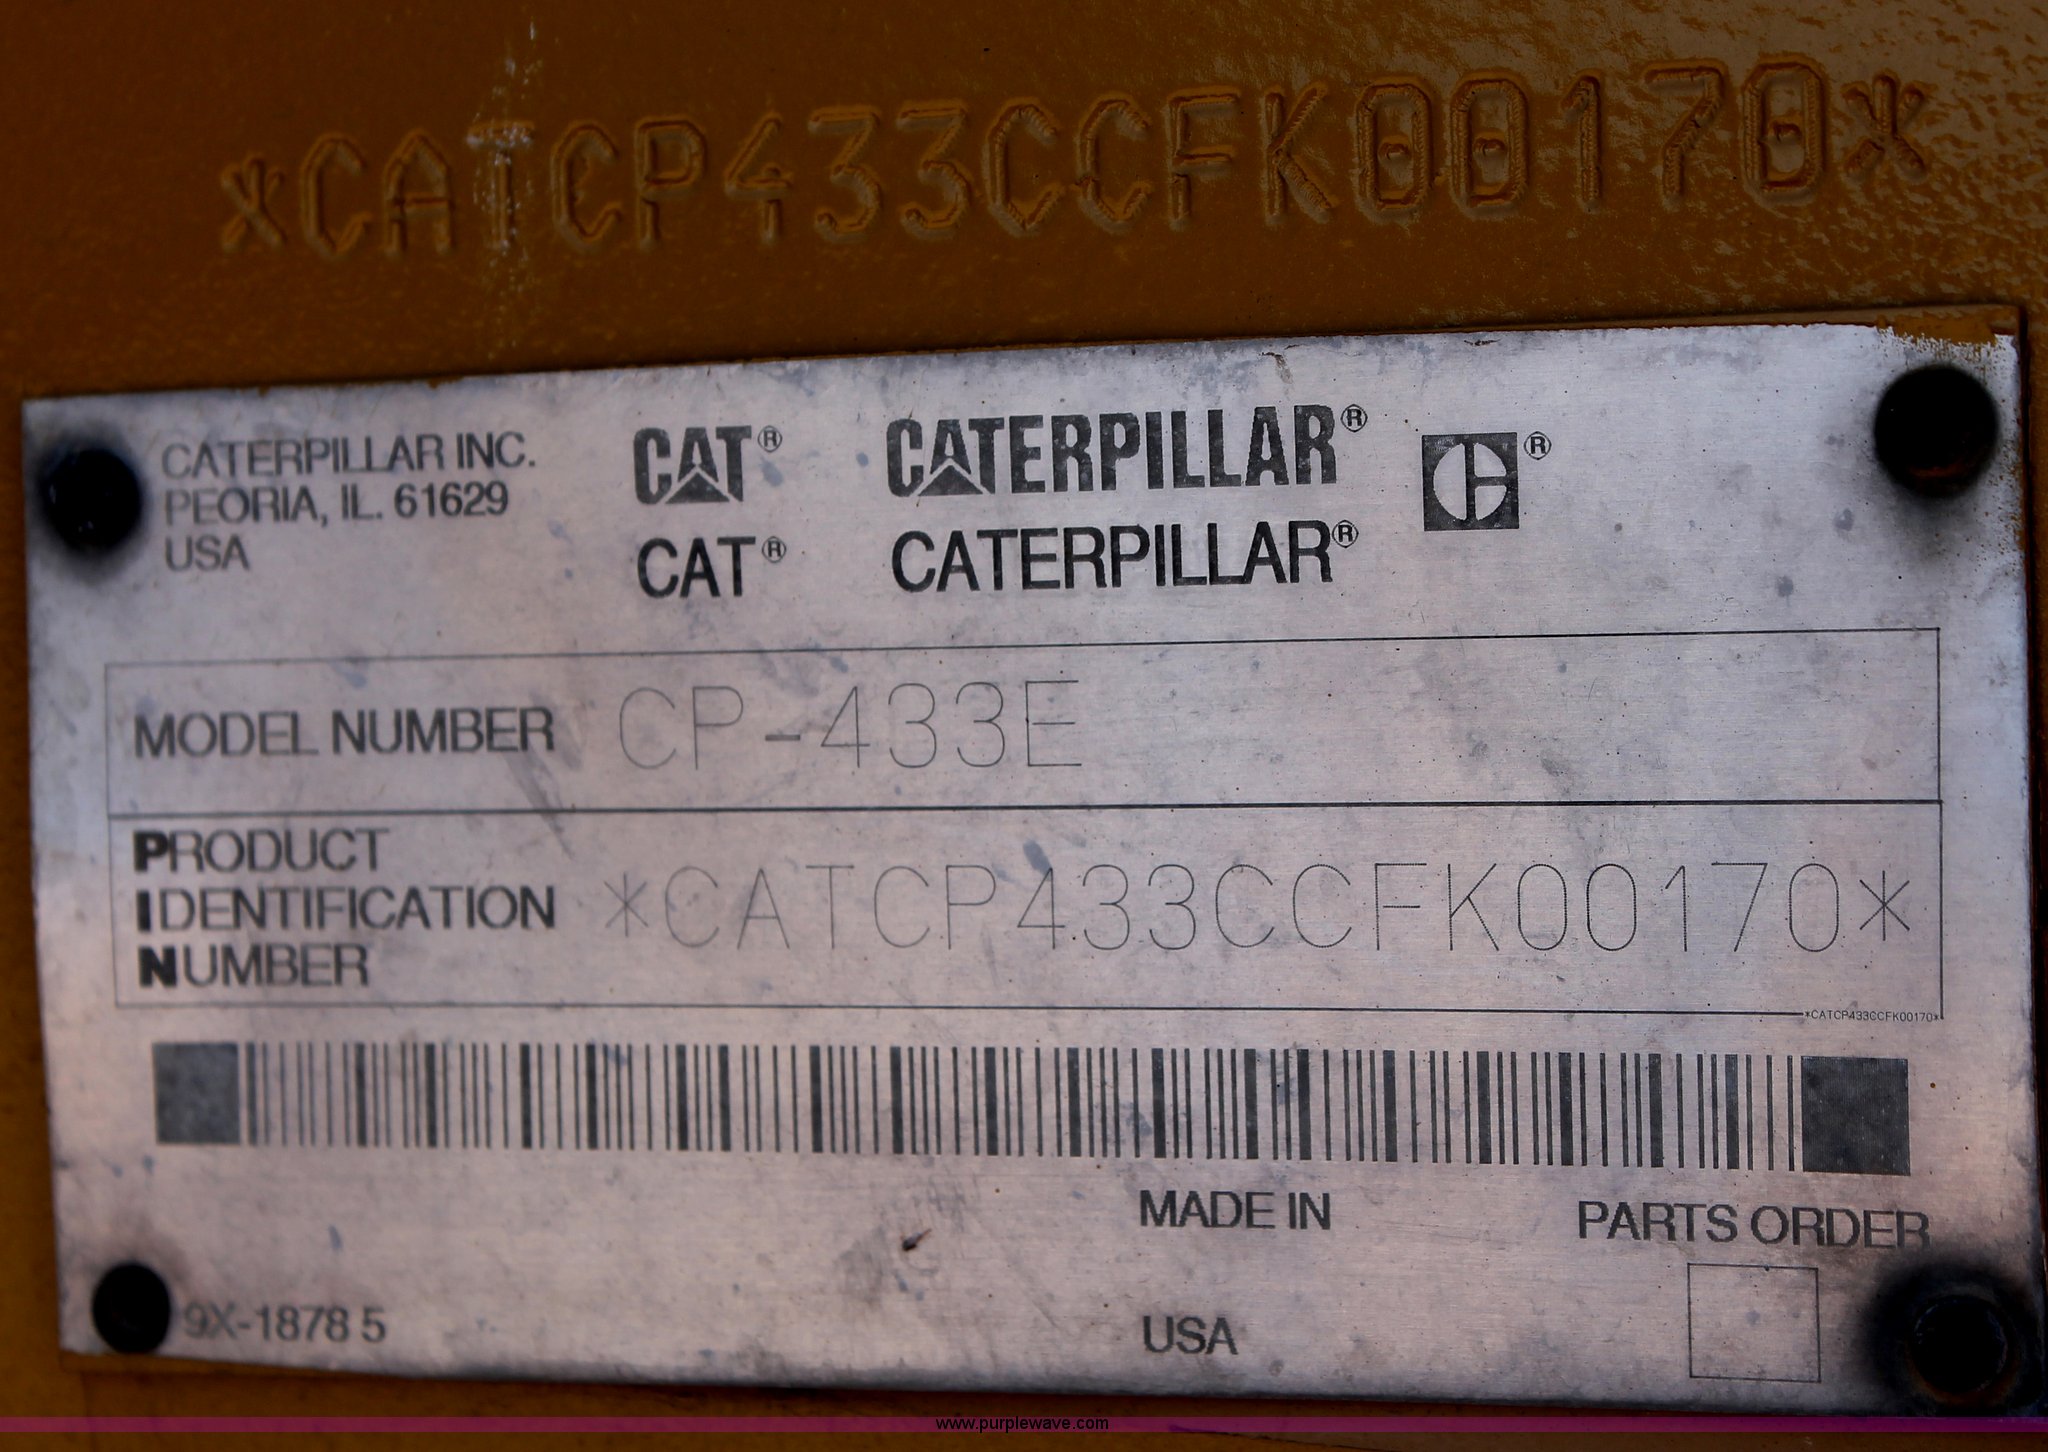 *CATCP433CCFK00170*
CATERPILLAR INC.
PEORIA, IL. 61629
USA
CAT® CATERPILLAR® C®
CAT® CATERPILLAR®
MODEL NUMBER CP-433E
PRODUCT
IDENTIFICATION
NUMBER
*CATCP433CCFK00170*
*CATCP433CCFK00170*
MADE IN
PARTS ORDER
9X-1878 5
USA
www.purplewave.com